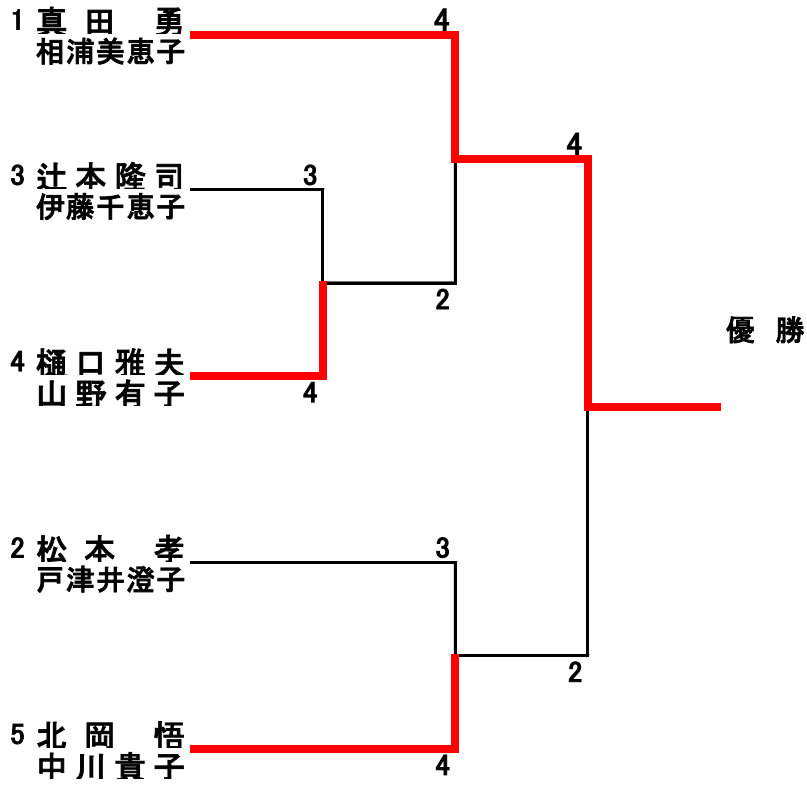 1 真田 勇 4
相浦美恵子
4
3 辻本隆司 3
伊藤千恵子
2
優勝
4 樋口雅夫
山野有子 4
2 松本 孝 3
戸津井澄子
2
5 北岡 悟
中川貴子 4